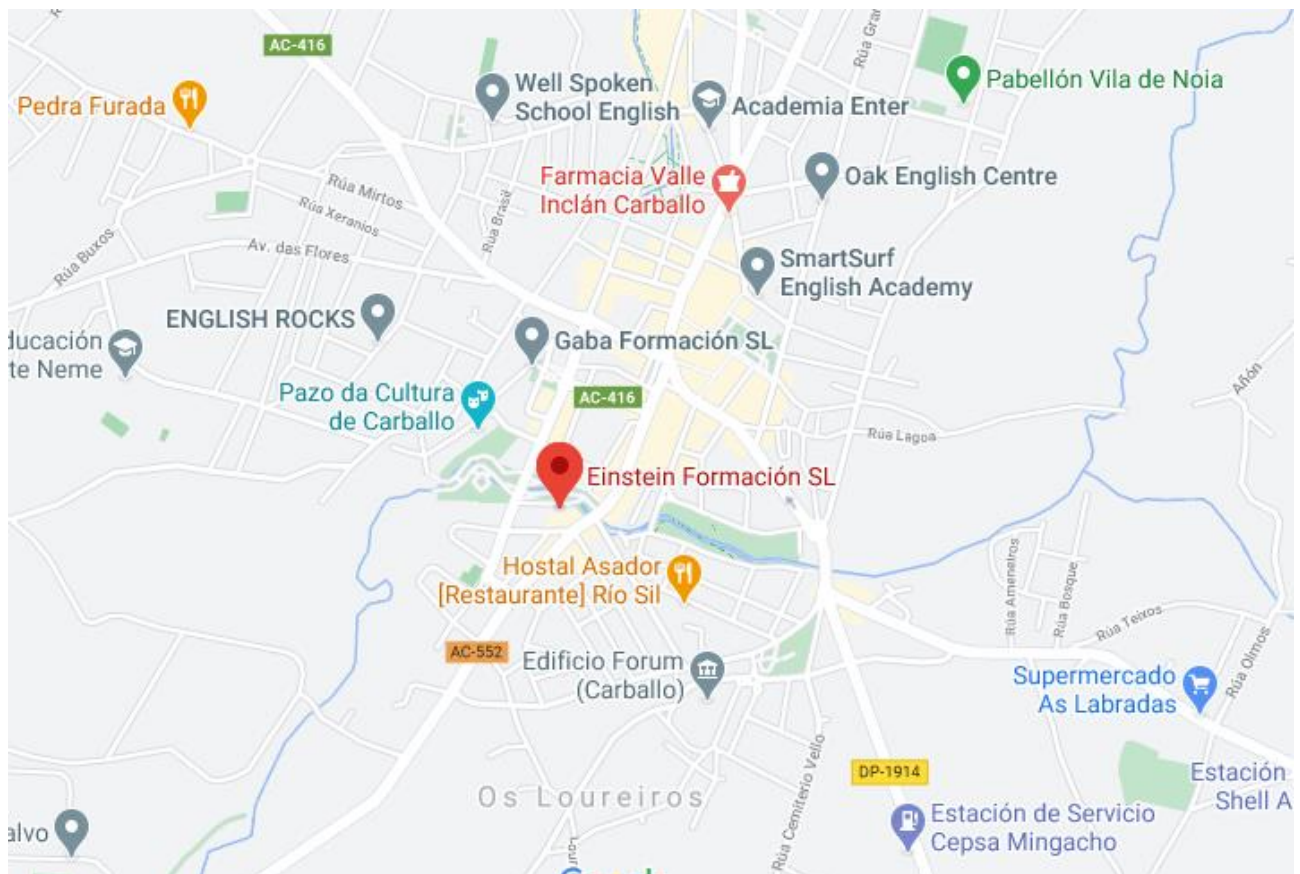 AC-416
Pedra Furada
Well Spoken
School English
Academia Enter
Rúa Gran
Pabellón Vila de Noia
Farmacia Valle
Inclán Carballo
Oak English Centre
Rúa Mirtos
Rúa Xeranios
Rúa Brasil
Rúa Buxos
Av. das Flores
SmartSurf
English Academy
ENGLISH ROCKS
Gaba Formación SL
ducación
te Neme
Pazo da Cultura
de Carballo
AC-416
Añón
Rúa Lagoa
Einstein Formación SL
Hostal Asador
[Restaurante] Río Sil
Rúa Ameneiros
Rúa Bosque
Rúa Teixos
Rúa Olmos
AC-552
Edificio Forum
(Carballo)
Supermercado
As Labradas
Rúa Cemiterio Vello
DP-1914
Os Loureiros
Estación
Shell A
Estación de Servicio
Cepsa Mingacho
alvo
Lour